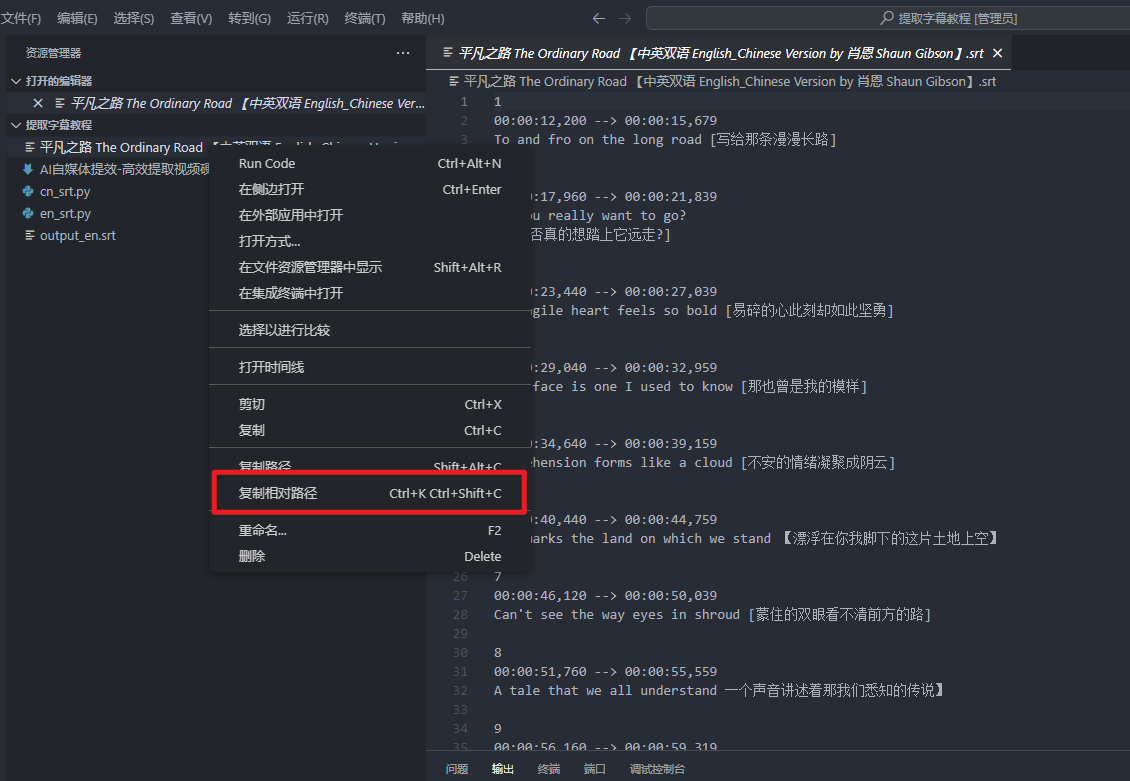 文件(F) 编辑(E) 选择(S) 查看(V) 转到(G) 运行(R) 终端(T) 帮助(H)
提取字幕教程 [管理员]
资源管理器
打开的编辑器
平凡之路 The Ordinary Road 【中英双语 English_Chinese Ver...
提取字幕教程
平凡之路 The Ordinary Road
AI自媒体提效-高效提取视频
cn_srt.py
en_srt.py
output_en.srt
Run Code Ctrl+Alt+N
在侧边打开 Ctrl+Enter
在外部应用中打开
打开方式...
在文件资源管理器中显示 Shift+Alt+R
在集成终端中打开
选择以进行比较
打开时间线
剪切 Ctrl+X
复制 Ctrl+C
复制路径 Shift+Alt+C
复制相对路径 Ctrl+K Ctrl+Shift+C
重命名... F2
删除 Delete
平凡之路 The Ordinary Road 【中英双语 English_Chinese Version by 肖恩 Shaun Gibson】.srt
平凡之路 The Ordinary Road 【中英双语 English_Chinese Version by 肖恩 Shaun Gibson】.srt
1 1
2 00:00:12,200 --> 00:00:15,679
3 To and fro on the long road [写给那条漫漫长路]
:17,960 --> 00:00:21,839
ou really want to go?
否真的想踏上它远走?]
:23,440 --> 00:00:27,039
gile heart feels so bold [易碎的心此刻却如此坚勇]
:29,040 --> 00:00:32,959
face is one I used to know [那也曾是我的模样]
:34,640 --> 00:00:39,159
hension forms like a cloud [不安的情绪凝聚成阴云]
:40,440 --> 00:00:44,759
arks the land on which we stand 【漂浮在你我脚下的这片土地上空】
26 7
27 00:00:46,120 --> 00:00:50,039
28 Can't see the way eyes in shroud [蒙住的双眼看不清前方的路]
29
30 8
31 00:00:51,760 --> 00:00:55,559
32 A tale that we all understand 一个声音讲述着那我们悉知的传说】
33
34 9
35 00:00:56,160 --> 00:00:59,319
问题 输出 终端 端口 调试控制台